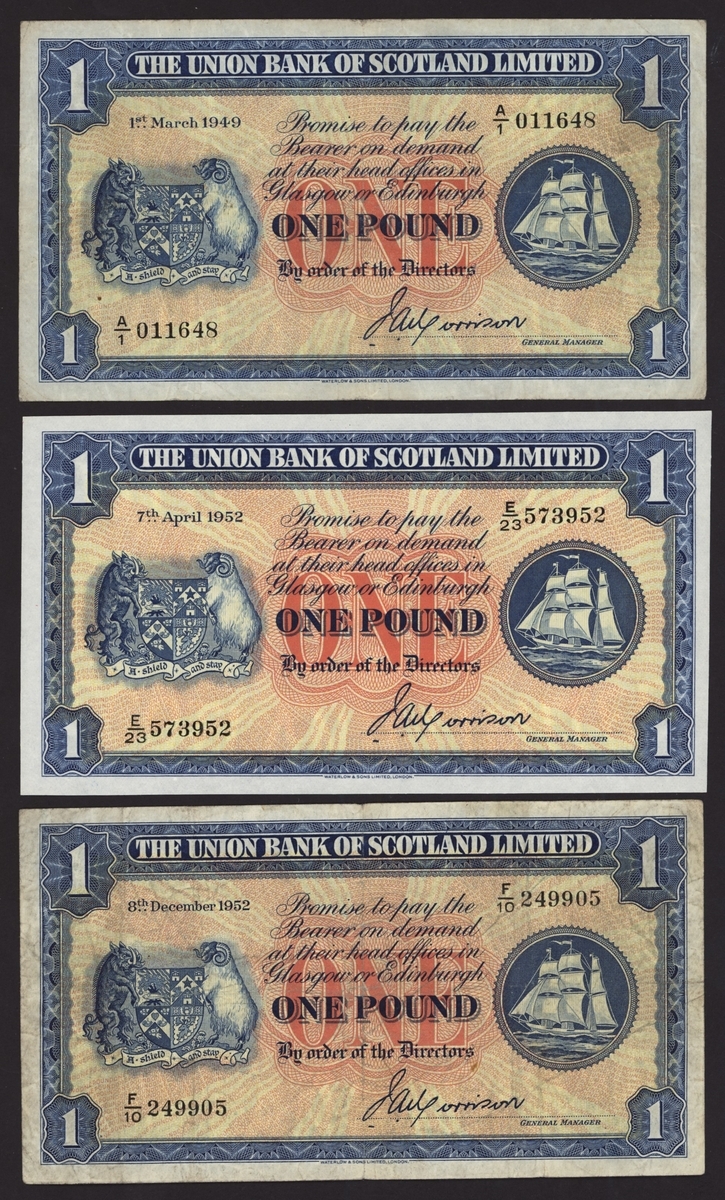 THE UNION BANK OF SCOTLAND LIMITED
1 1
1st March 1949
A/1 011648
Promise to pay the
Bearer on demand
at their head offices in
Glasgow or Edinburgh
ONE
ONE POUND
By order of the Directors
A · shield and stay
A/1 011648
J A Morrison
GENERAL MANAGER
1 1
WATERLOW & SONS LIMITED, LONDON.
THE UNION BANK OF SCOTLAND LIMITED
1 1
7th April 1952
E/23 573952
Promise to pay the
Bearer on demand
at their head offices in
Glasgow or Edinburgh
ONE
ONE POUND
By order of the Directors
A · shield and stay
E/23 573952
J A Morrison
GENERAL MANAGER
1 1
WATERLOW & SONS LIMITED, LONDON.
THE UNION BANK OF SCOTLAND LIMITED
1 1
8th December 1952
F/10 249905
Promise to pay the
Bearer on demand
at their head offices in
Glasgow or Edinburgh
ONE
ONE POUND
By order of the Directors
A · shield and stay
F/10 249905
J A Morrison
GENERAL MANAGER
1 1
WATERLOW & SONS LIMITED, LONDON.